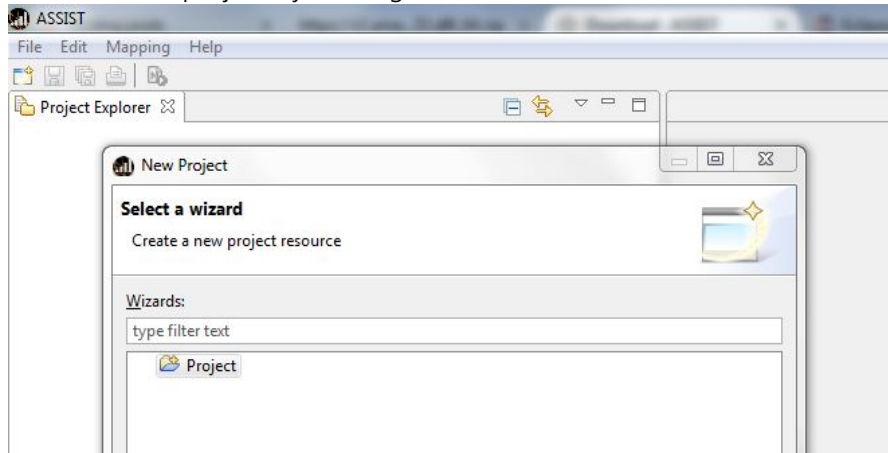 ASSIST
File Edit Mapping Help
Project Explorer
New Project
Select a wizard
Create a new project resource
Wizards:
type filter text
Project